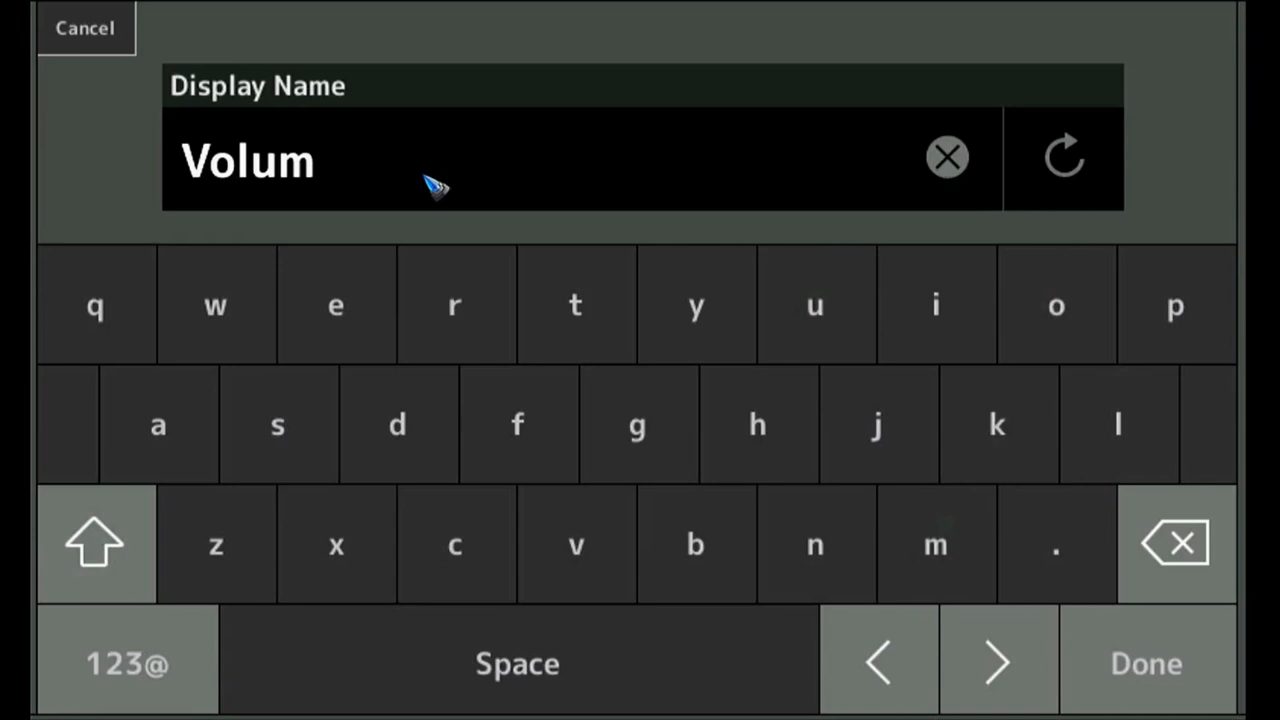 Cancel
Display Name
Volum
q w e r t y u i o p
a s d f g h j k l
z x c v b n m .
123@ Space < > Done